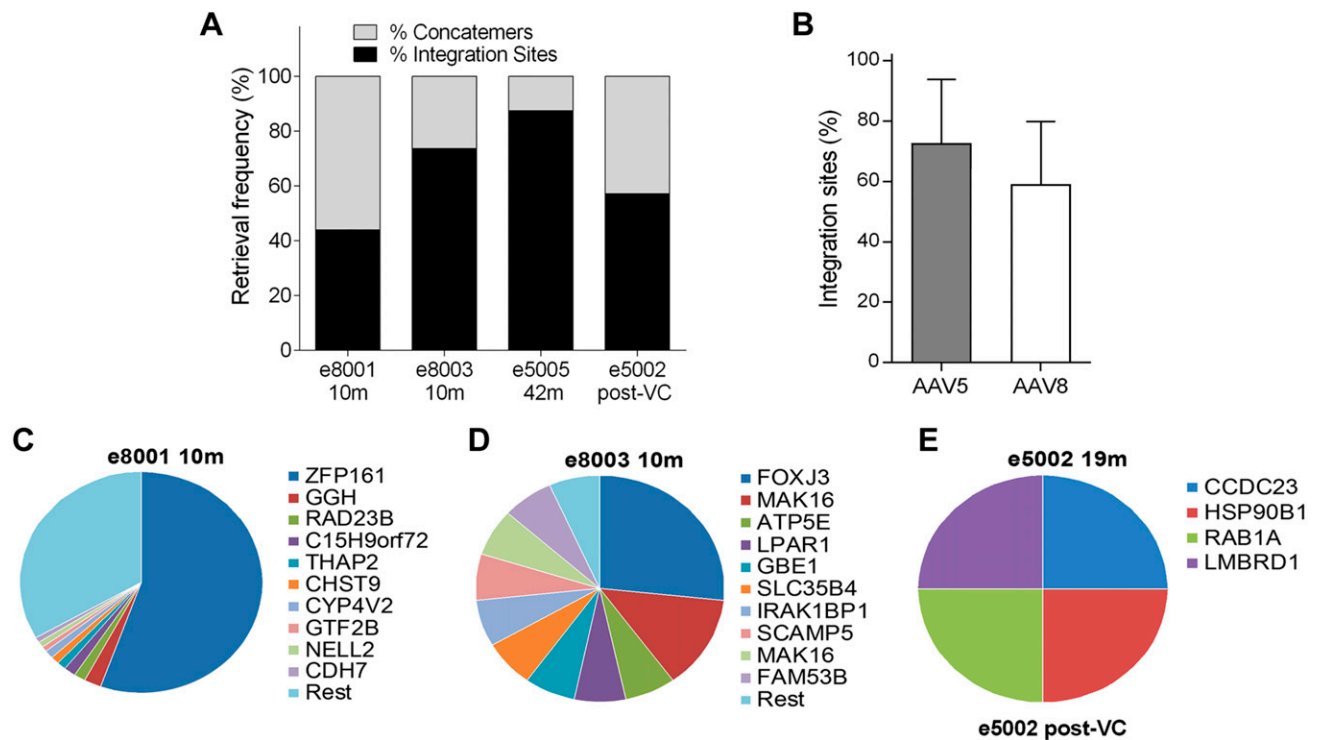 A
% Concatemers
% Integration Sites
Retrieval frequency (%)
100
80
60
40
20
0
e8001
10m
e8003
10m
e5005
42m
e5002
post-VC
B
Integration sites (%)
100
80
60
40
20
0
AAV5
AAV8
C
e8001 10m
ZFP161
GGH
RAD23B
C15H9orf72
THAP2
CHST9
CYP4V2
GTF2B
NELL2
CDH7
Rest
D
e8003 10m
FOXJ3
MAK16
ATP5E
LPAR1
GBE1
SLC35B4
IRAK1BP1
SCAMP5
MAK16
FAM53B
Rest
E
e5002 19m
CCDC23
HSP90B1
RAB1A
LMBRD1
e5002 post-VC